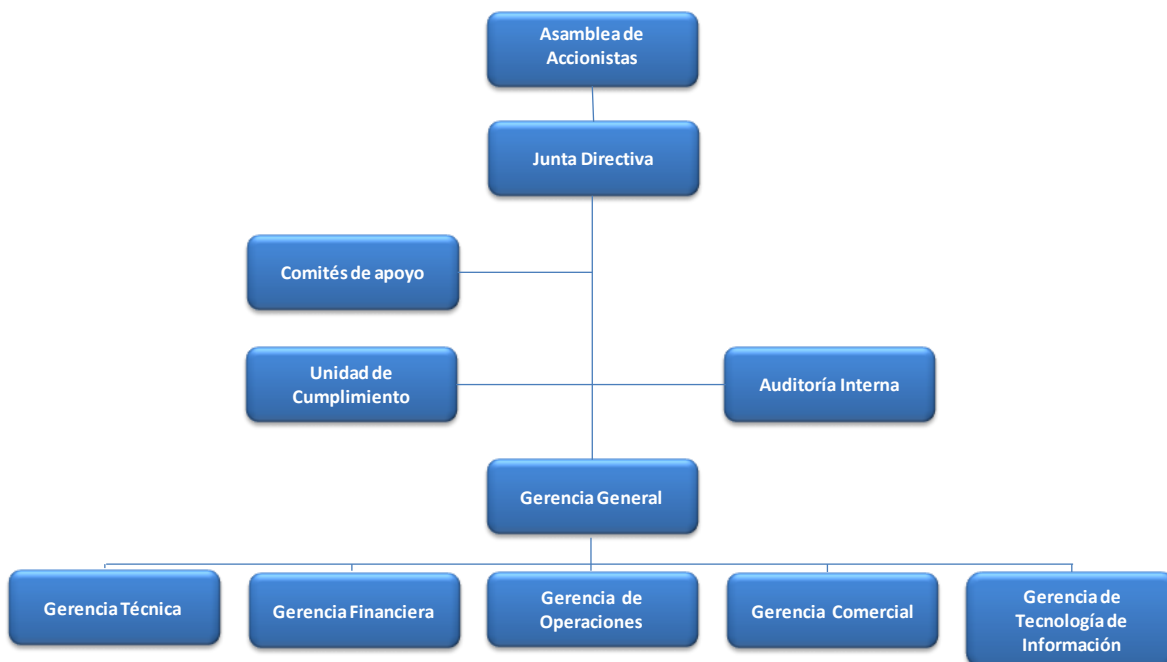 Asamblea de
Accionistas
Junta Directiva
Comités de apoyo
Unidad de
Cumplimiento
Auditoría Interna
Gerencia General
Gerencia Técnica
Gerencia Financiera
Gerencia de
Operaciones
Gerencia Comercial
Gerencia de
Tecnología de
Información